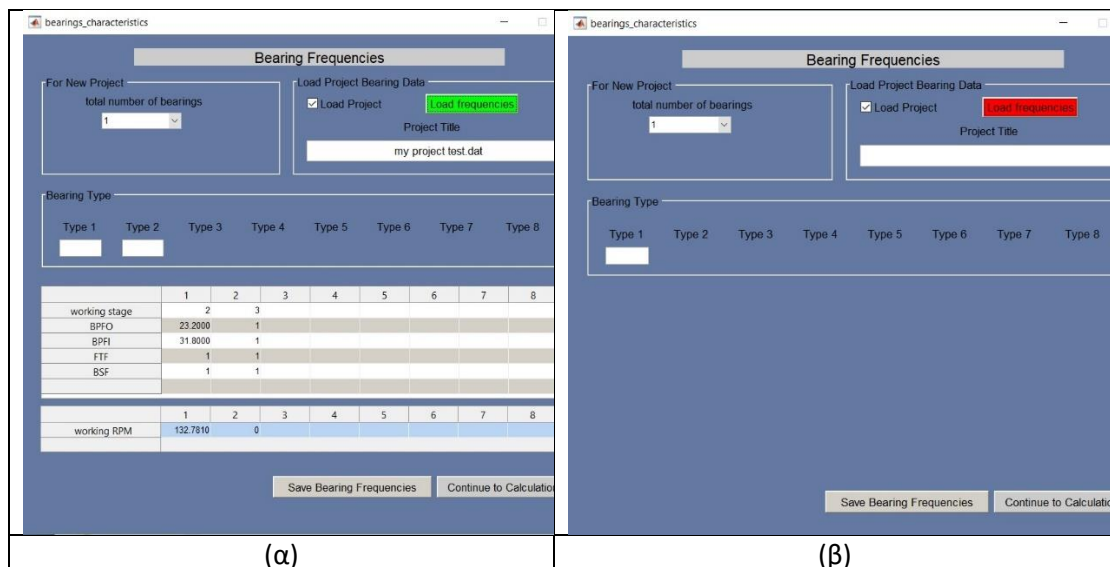 bearings_characteristics
Bearing Frequencies
For New Project
total number of bearings
1
Load Project Bearing Data
Load Project
Load frequencies
Project Title
my project test.dat
Bearing Type
Type 1 Type 2 Type 3 Type 4 Type 5 Type 6 Type 7 Type 8
1 2 3 4 5 6 7 8
working stage 2 3
BPFO 23.2000 1
BPFI 31.8000 1
FTF 1 1
BSF 1 1
1 2 3 4 5 6 7 8
working RPM 132.7810 0
Save Bearing Frequencies Continue to Calculation
(α)
bearings_characteristics
Bearing Frequencies
For New Project
total number of bearings
1
Load Project Bearing Data
Load Project
Load frequencies
Project Title
Bearing Type
Type 1 Type 2 Type 3 Type 4 Type 5 Type 6 Type 7 Type 8
Save Bearing Frequencies Continue to Calculatio
(β)